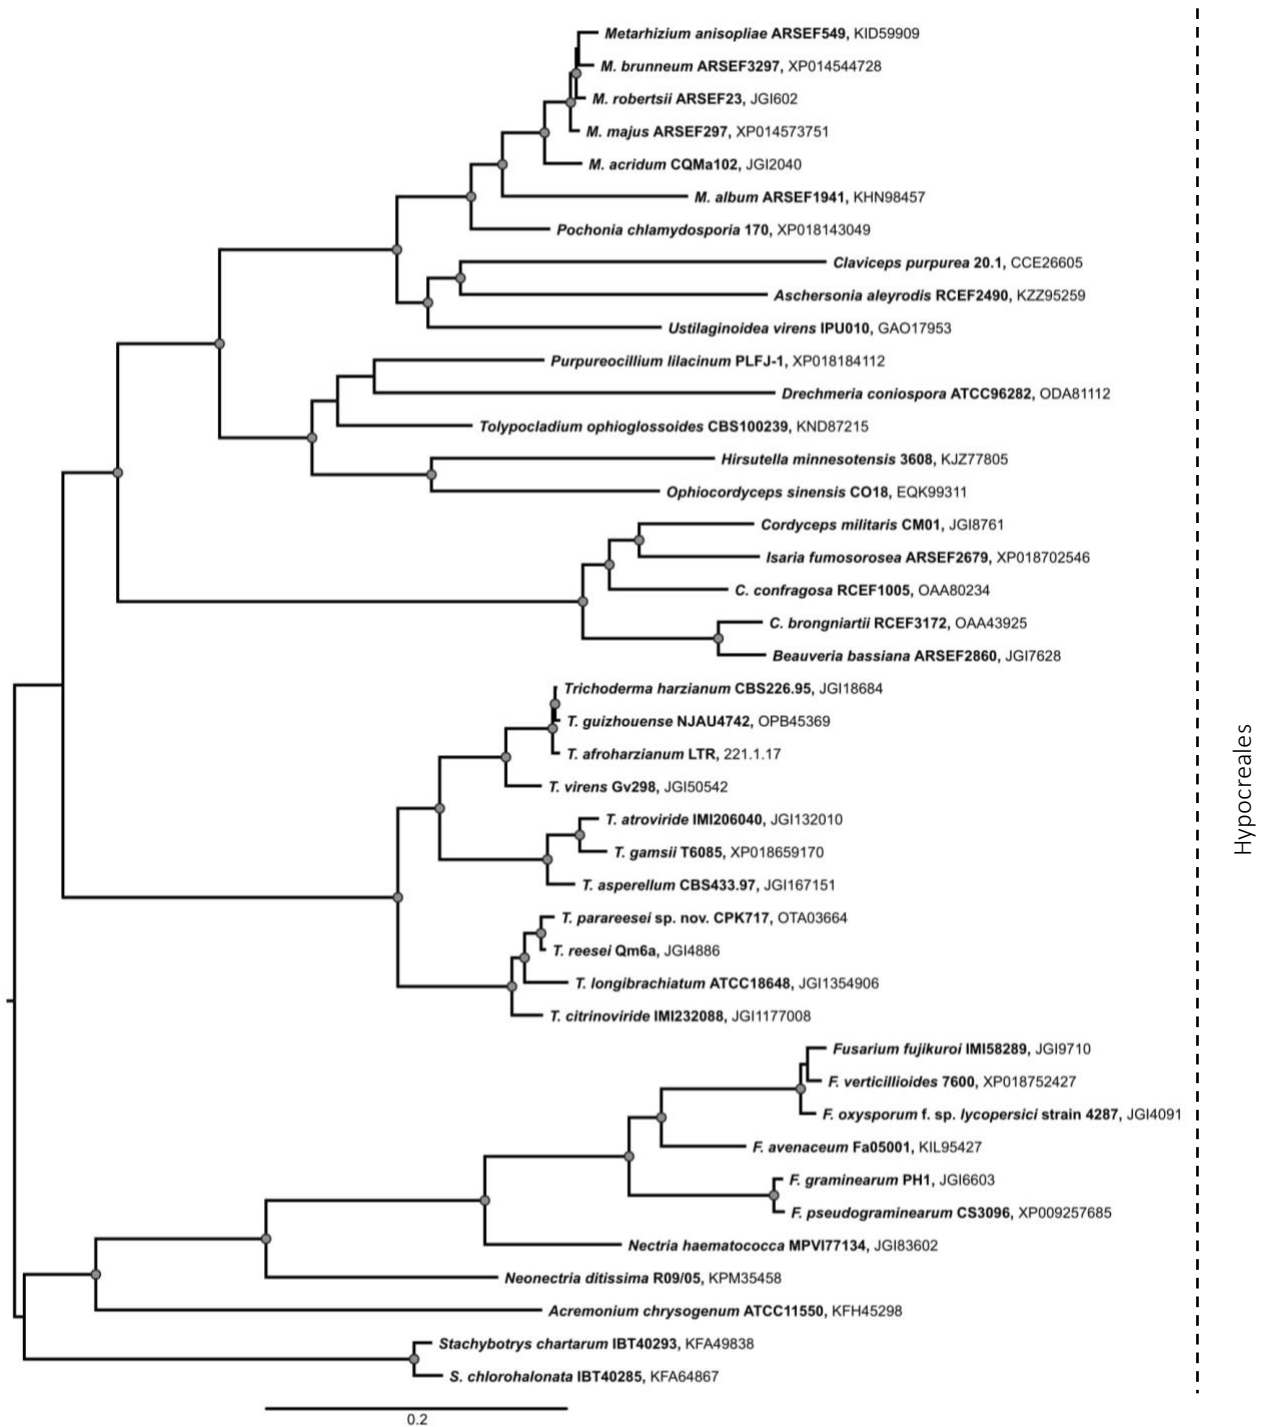 Metarhizium anisopliae ARSEF549, KID59909
M. brunneum ARSEF3297, XP014544728
M. robertsii ARSEF23, JGI602
M. majus ARSEF297, XP014573751
M. acridum CQMa102, JGI2040
M. album ARSEF1941, KHN98457
Pochonia chlamydosporia 170, XP018143049
Claviceps purpurea 20.1, CCE26605
Aschersonia aleyrodis RCEF2490, KZZ95259
Ustilaginoidea virens IPU010, GAO17953
Purpureocillium lilacinum PLFJ-1, XP018184112
Drechmeria coniospora ATCC96282, ODA81112
Tolypocladium ophioglossoides CBS100239, KND87215
Hirsutella minnesotensis 3608, KJZ77805
Ophiocordyceps sinensis CO18, EQK99311
Cordyceps militaris CM01, JGI8761
Isaria fumosorosea ARSEF2679, XP018702546
C. confragosa RCEF1005, OAA80234
C. brongniartii RCEF3172, OAA43925
Beauveria bassiana ARSEF2860, JGI7628
Trichoderma harzianum CBS226.95, JGI18684
T. guizhouense NJAU4742, OPB45369
T. afroharzianum LTR, 221.1.17
T. virens Gv298, JGI50542
T. atroviride IMI206040, JGI132010
T. gamsii T6085, XP018659170
T. asperellum CBS433.97, JGI167151
T. parareesei sp. nov. CPK717, OTA03664
T. reesei Qm6a, JGI4886
T. longibrachiatum ATCC18648, JGI1354906
T. citrinoviride IMI232088, JGI1177008
Fusarium fujikuroi IMI58289, JGI9710
F. verticillioides 7600, XP018752427
F. oxysporum f. sp. lycopersici strain 4287, JGI4091
F. avenaceum Fa05001, KIL95427
F. graminearum PH1, JGI6603
F. pseudograminearum CS3096, XP009257685
Nectria haematococca MPVI77134, JGI83602
Neonectria ditissima R09/05, KPM35458
Acremonium chrysogenum ATCC11550, KFH45298
Stachybotrys chartarum IBT40293, KFA49838
S. chlorohalonata IBT40285, KFA64867
0.2
Hypocreales